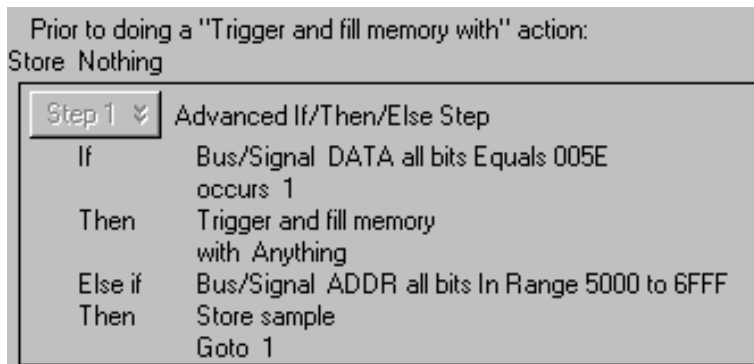 Prior to doing a "Trigger and fill memory with" action:
Store Nothing
Step 1 Advanced If/Then/Else Step
If Bus/Signal DATA all bits Equals 005E
occurs 1
Then Trigger and fill memory
with Anything
Else if Bus/Signal ADDR all bits In Range 5000 to 6FFF
Then Store sample
Goto 1